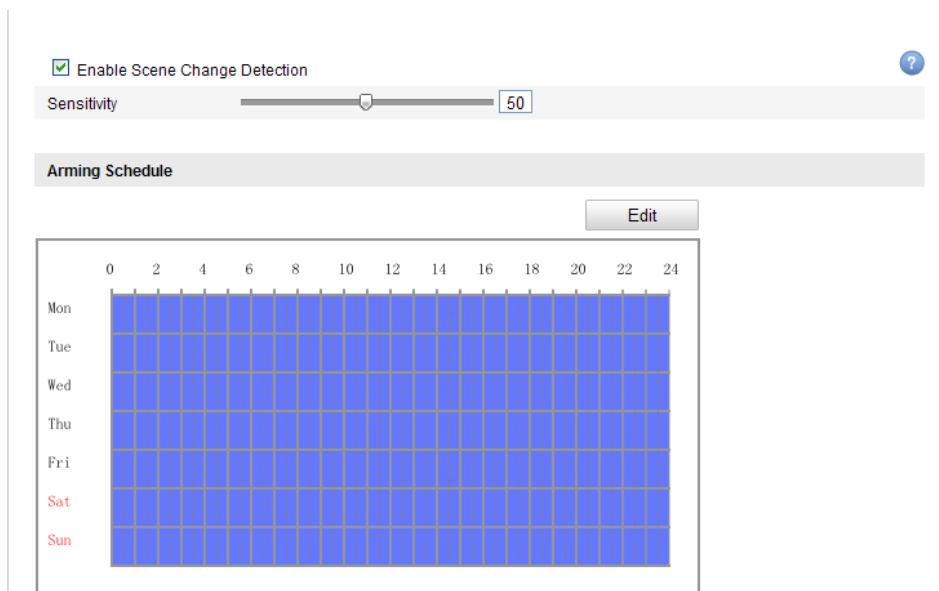 Enable Scene Change Detection
?
Sensitivity 50
Arming Schedule
Edit
0 2 4 6 8 10 12 14 16 18 20 22 24
Mon
Tue
Wed
Thu
Fri
Sat
Sun